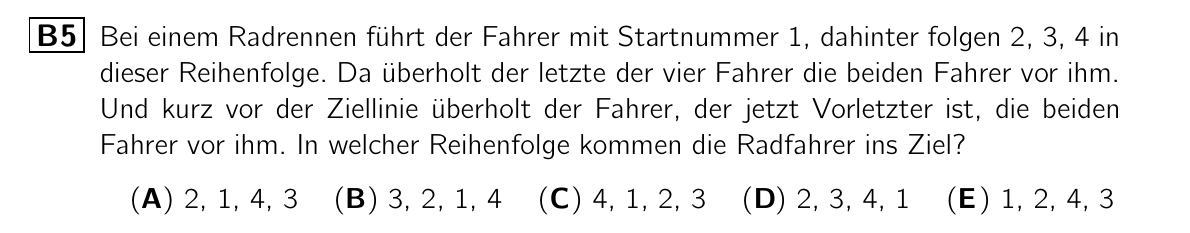 B5 Bei einem Radrennen führt der Fahrer mit Startnummer 1, dahinter folgen 2, 3, 4 in
dieser Reihenfolge. Da überholt der letzte der vier Fahrer die beiden Fahrer vor ihm.
Und kurz vor der Ziellinie überholt der Fahrer, der jetzt Vorletzter ist, die beiden
Fahrer vor ihm. In welcher Reihenfolge kommen die Radfahrer ins Ziel?
(A) 2, 1, 4, 3 (B) 3, 2, 1, 4 (C) 4, 1, 2, 3 (D) 2, 3, 4, 1 (E) 1, 2, 4, 3